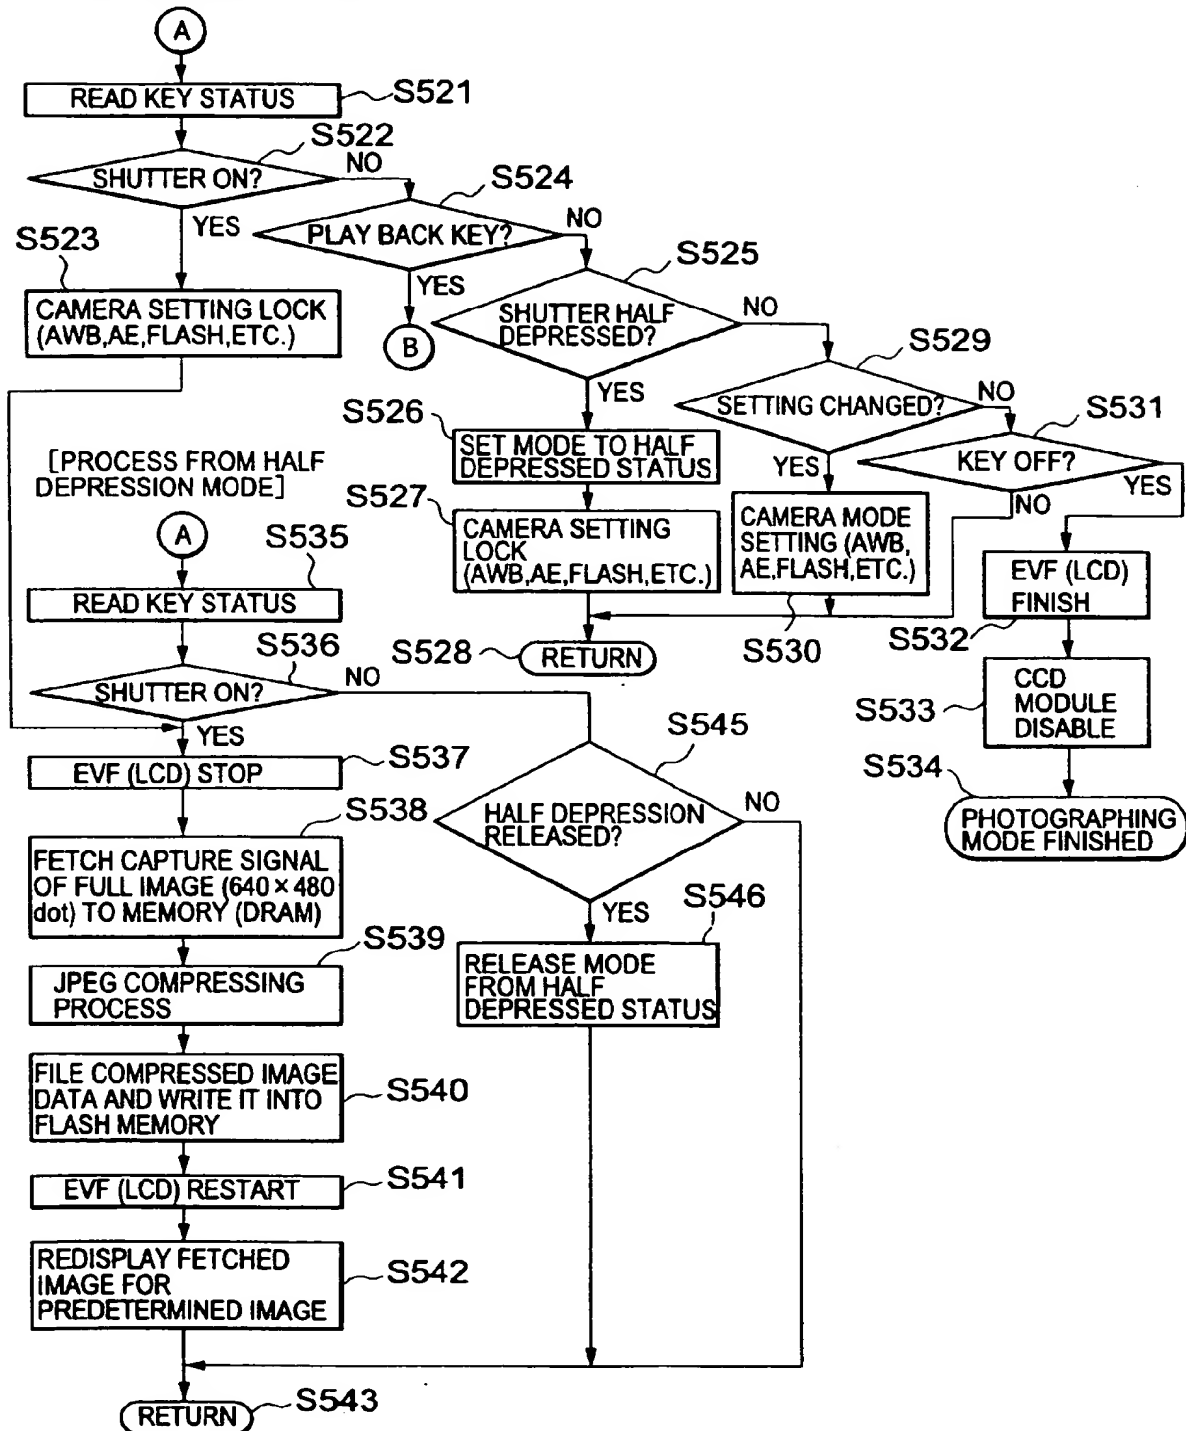 A
READ KEY STATUS
S521
SHUTTER ON?
S522
NO
YES
S523
CAMERA SETTING LOCK
(AWB,AE,FLASH,ETC.)
PLAY BACK KEY?
S524
NO
YES
B
SHUTTER HALF
DEPRESSED?
S525
NO
YES
S526
SET MODE TO HALF
DEPRESSED STATUS
S527
CAMERA SETTING
LOCK
(AWB,AE,FLASH,ETC.)
S528
RETURN
SETTING CHANGED?
S529
NO
YES
CAMERA MODE
SETTING (AWB,
AE,FLASH,ETC.)
S530
KEY OFF?
S531
YES
NO
EVF (LCD)
FINISH
S532
CCD
MODULE
DISABLE
S533
S534
PHOTOGRAPHING
MODE FINISHED
[PROCESS FROM HALF
DEPRESSION MODE]
A
S535
READ KEY STATUS
S536
SHUTTER ON?
NO
YES
EVF (LCD) STOP
S537
S538
FETCH CAPTURE SIGNAL
OF FULL IMAGE (640×480
dot) TO MEMORY (DRAM)
S539
JPEG COMPRESSING
PROCESS
FILE COMPRESSED IMAGE
DATA AND WRITE IT INTO
FLASH MEMORY
S540
EVF (LCD) RESTART
S541
REDISPLAY FETCHED
IMAGE FOR
PREDETERMINED IMAGE
S542
RETURN
S543
S545
HALF DEPRESSION
RELEASED?
NO
YES
S546
RELEASE MODE
FROM HALF
DEPRESSED STATUS